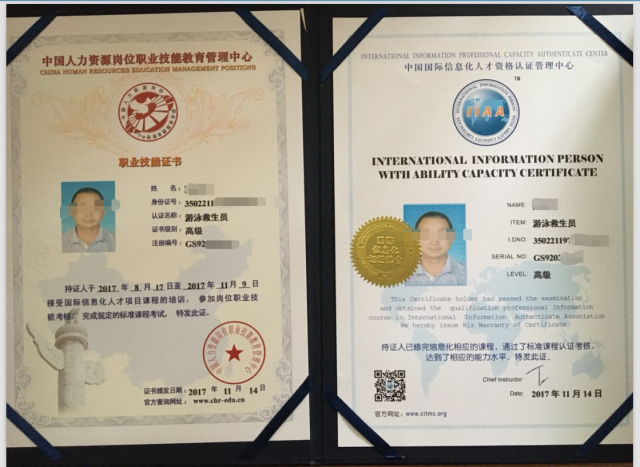 中国人力资源岗位职业技能教育管理中心
CHINA HUMAN RESOURCES EDUCATION MANAGEMENT POSITIONS
职业技能证书
姓 名:
身份证号: 3502211
认证名称: 游泳救生员
证书级别: 高级
注册编号: GS92
持证人于 2017 年 8 月 17 日至 2017 年 11 月 9 日
接受国际信息化人才项目课程的培训,参加岗位职业技
能考核,完成规定的标准课程考试,特发此证。
证书颁发日期: 2017 年 11 月 14 日
官方查询网址: www.chr-edu.cn
INTERNATIONAL INFORMATION PROFESSIONAL CAPACITY AUTHENTICATE CENTER
中国国际信息化人才资格认证管理中心
TM
IIAA
INTERNATIONAL INFORMATION PERSON
WITH ABILITY CAPACITY CERTIFICATE
NAME:
ITEM: 游泳救生员
I.DNO: 35022119
SERIAL NO: GS920
LEVEL: 高级
This Certificate holder has passed the examination
and obtained the qualification professional Information
course in International Information Authenticate Association
We hereby issue his Warranty of Certificate
持证人已修完信息化相应的课程,通过了标准课程认证考核,
达到了相应的能力水平,特发此证。
Chief Instructor:
Date: 2017 年 11 月 14 日
官方网址: www.citmc.org